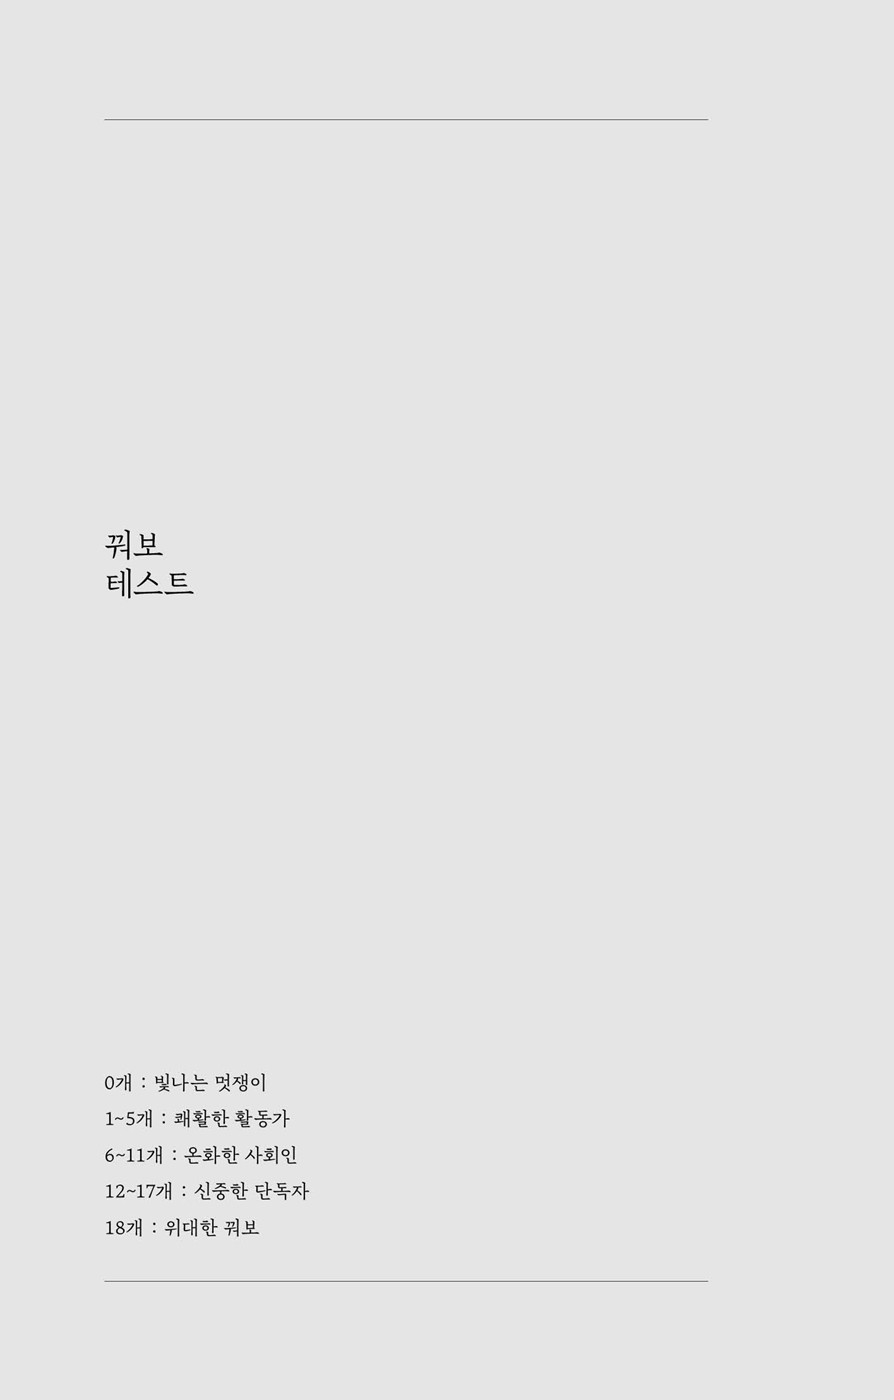 꿔보
테스트
0개 : 빛나는 멋쟁이
1~5개 : 쾌활한 활동가
6~11개 : 온화한 사회인
12~17개 : 신중한 단독자
18개 : 위대한 꿔보